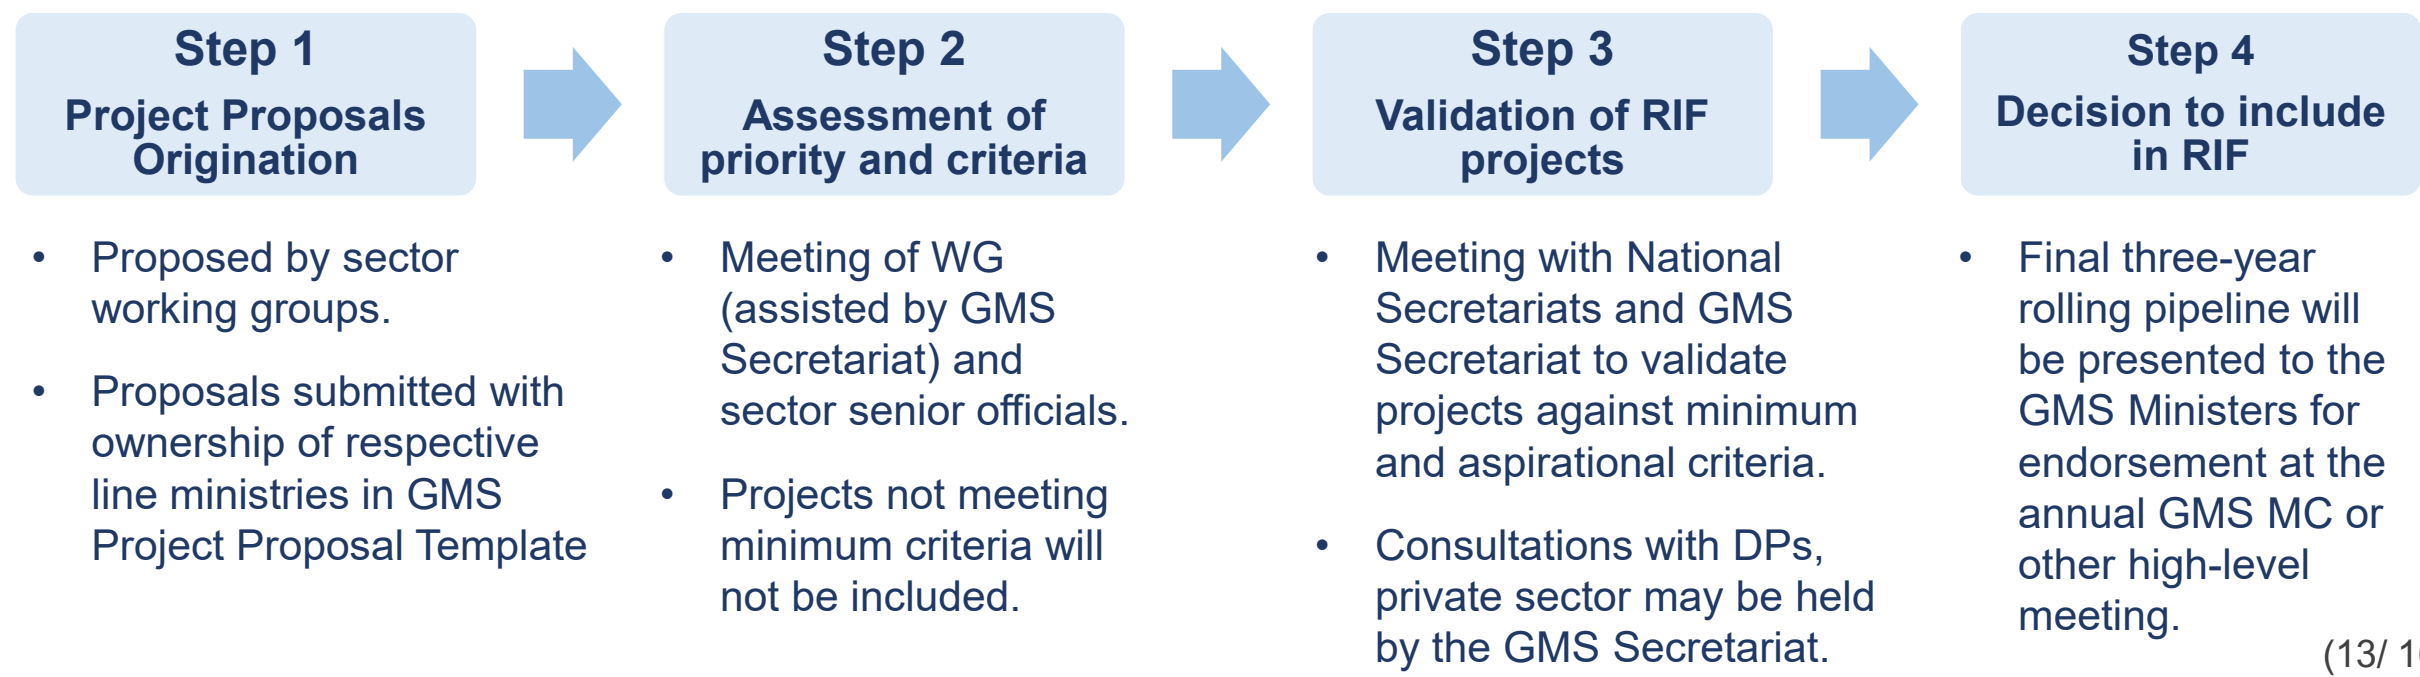 Step 1
Project Proposals
Origination
• Proposed by sector
working groups.
• Proposals submitted with
ownership of respective
line ministries in GMS
Project Proposal Template
Step 2
Assessment of
priority and criteria
• Meeting of WG
(assisted by GMS
Secretariat) and
sector senior officials.
• Projects not meeting
minimum criteria will
not be included.
Step 3
Validation of RIF
projects
• Meeting with National
Secretariats and GMS
Secretariat to validate
projects against minimum
and aspirational criteria.
• Consultations with DPs,
private sector may be held
by the GMS Secretariat.
Step 4
Decision to include
in RIF
• Final three-year
rolling pipeline will
be presented to the
GMS Ministers for
endorsement at the
annual GMS MC or
other high-level
meeting.
(13/